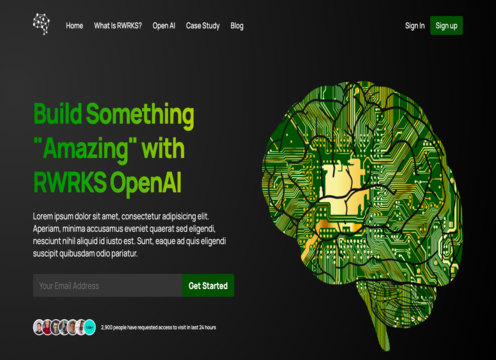 Home What Is RWRKS? Open AI Case Study Blog Sign In Sign up
Build Something
"Amazing" with
RWRKS OpenAI
Lorem ipsum dolor sit amet, consectetur adipisicing elit.
Aperiam, minima accusamus eveniet quaerat sed eligendi,
nesciunt nihil aliquid id iusto est. Sunt, eaque ad quis eligendi
suscipit quibusdam odio pariatur.
Your Email Address Get Started
2,900 people have requested access to visit in last 24 hours